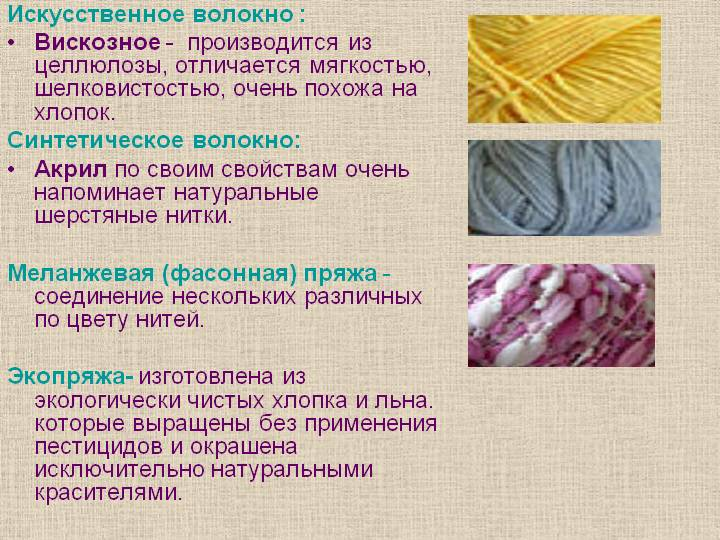 Искусственное волокно :
• Вискозное - производится из
целлюлозы, отличается мягкостью,
шелковистостью, очень похожа на
хлопок.
Синтетическое волокно:
• Акрил по своим свойствам очень
напоминает натуральные
шерстяные нитки.
Меланжевая (фасонная) пряжа -
соединение нескольких различных
по цвету нитей.
Экопряжа- изготовлена из
экологически чистых хлопка и льна.
которые выращены без применения
пестицидов и окрашена
исключительно натуральными
красителями.